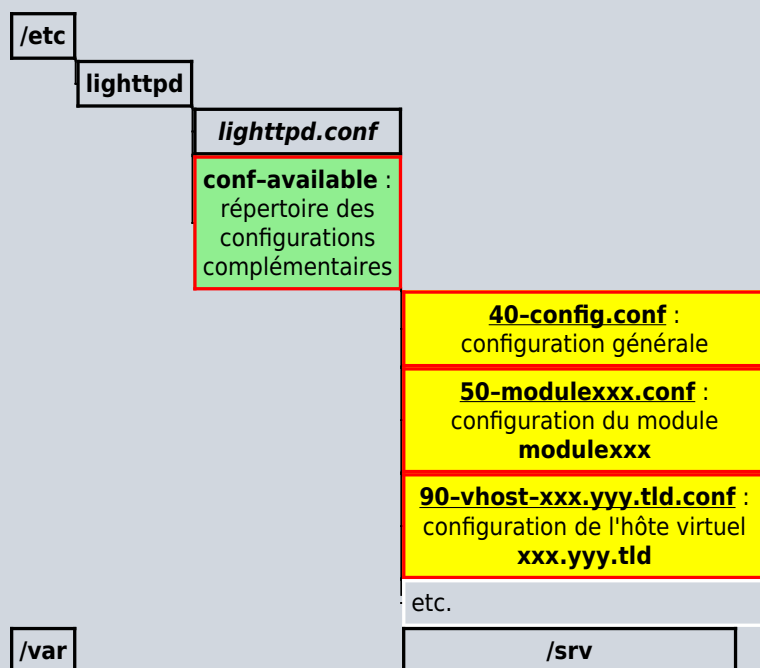 /etc
lighttpd
lighttpd.conf
conf–available :
répertoire des
configurations
complémentaires
40–config.conf :
configuration générale
50–modulexxx.conf :
configuration du module
modulexxx
90–vhost–xxx.yyy.tld.conf :
configuration de l'hôte virtuel
xxx.yyy.tld
etc.
/var
/srv